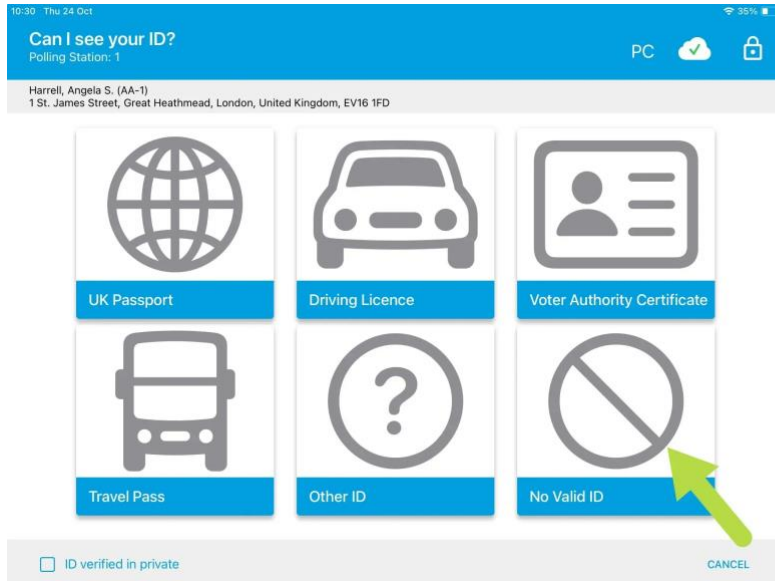 10:30 Thu 24 Oct
35%
Can I see your ID?
Polling Station: 1
PC
Harrell, Angela S. (AA-1)
1 St. James Street, Great Heathmead, London, United Kingdom, EV16 1FD
UK Passport
Driving Licence
Voter Authority Certificate
Travel Pass
?
Other ID
No Valid ID
ID verified in private
CANCEL